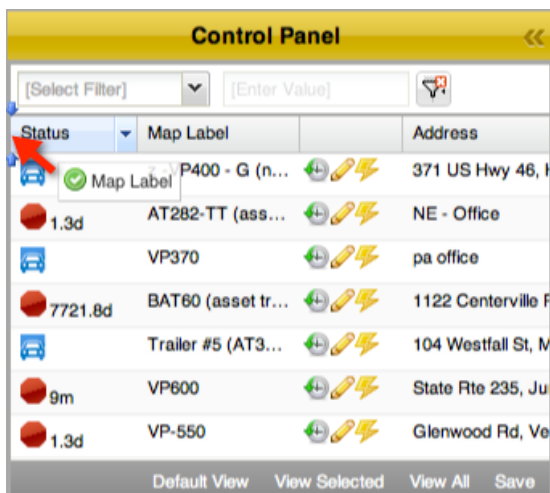 Control Panel
[Select Filter] [Enter Value]
Status Map Label Address
Map Label
VP400 - G (n... 371 US Hwy 46,
1.3d AT282-TT (ass... NE - Office
VP370 pa office
7721.8d BAT60 (asset tr... 1122 Centerville
Trailer #5 (AT3... 104 Westfall St,
9m VP600 State Rte 235,
1.3d VP-550 Glenwood Rd,
Default View View Selected View All Save